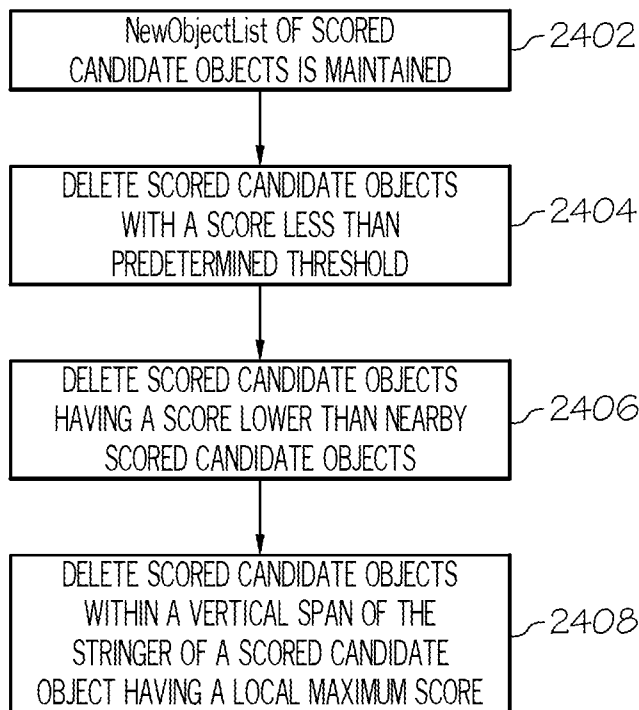 NewObjectList OF SCORED
CANDIDATE OBJECTS IS MAINTAINED
2402
DELETE SCORED CANDIDATE OBJECTS
WITH A SCORE LESS THAN
PREDETERMINED THRESHOLD
2404
DELETE SCORED CANDIDATE OBJECTS
HAVING A SCORE LOWER THAN NEARBY
SCORED CANDIDATE OBJECTS
2406
DELETE SCORED CANDIDATE OBJECTS
WITHIN A VERTICAL SPAN OF THE
STRINGER OF A SCORED CANDIDATE
OBJECT HAVING A LOCAL MAXIMUM SCORE
2408